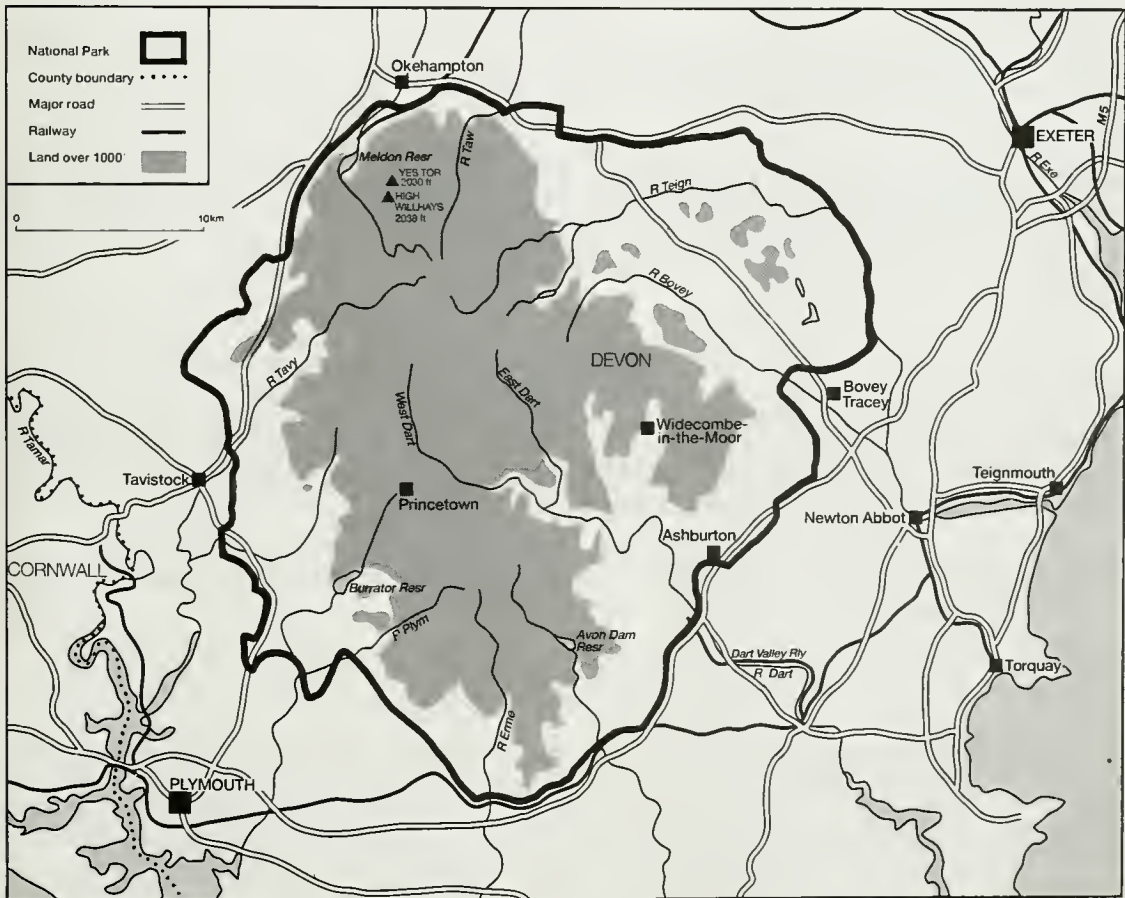 National Park
County boundary
Major road
Railway
Land over 1000'
0
10km
Okehampton
Meldon Resr
YES TOR
2030 ft
HIGH
WILLHAYS
2038 ft
R Taw
R Teign
EXETER
M5
R Exe
R Bovey
R Tavy
DEVON
East Dart
West Dart
Bovey
Tracey
Widecombe-
in-the-Moor
R Tamar
Tavistock
Princetown
Teignmouth
Newton Abbot
Ashburton
CORNWALL
Burrator Resr
R Plym
Avon Dam
Resr
Dart Valley Rly
R Dart
Torquay
R Erme
PLYMOUTH